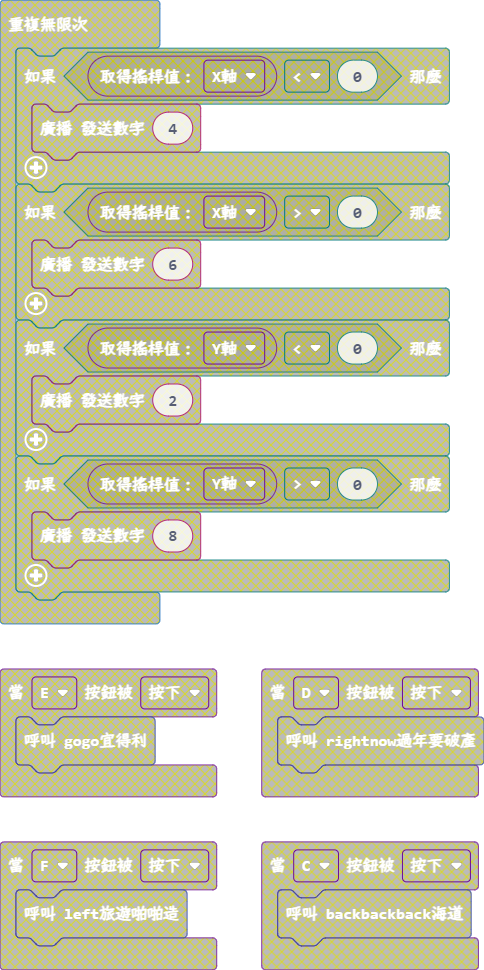 重複無限次
如果 取得搖桿值： X軸 < 0 那麼
廣播 發送數字 4
如果 取得搖桿值： X軸 > 0 那麼
廣播 發送數字 6
如果 取得搖桿值： Y軸 < 0 那麼
廣播 發送數字 2
如果 取得搖桿值： Y軸 > 0 那麼
廣播 發送數字 8
當 E 按鈕被 按下
呼叫 gogo宜得利
當 D 按鈕被 按下
呼叫 rightnow過年要破產
當 F 按鈕被 按下
呼叫 left旅遊啪啪造
當 C 按鈕被 按下
呼叫 backbackback海道